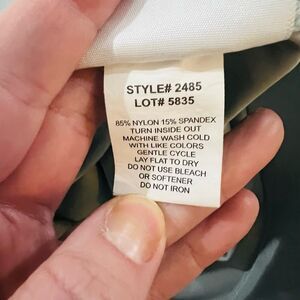 STYLE# 2485
LOT# 5835
85% NYLON 15% SPANDEX
TURN INSIDE OUT
MACHINE WASH COLD
WITH LIKE COLORS
GENTLE CYCLE
LAY FLAT TO DRY
DO NOT USE BLEACH
OR SOFTENER
DO NOT IRON